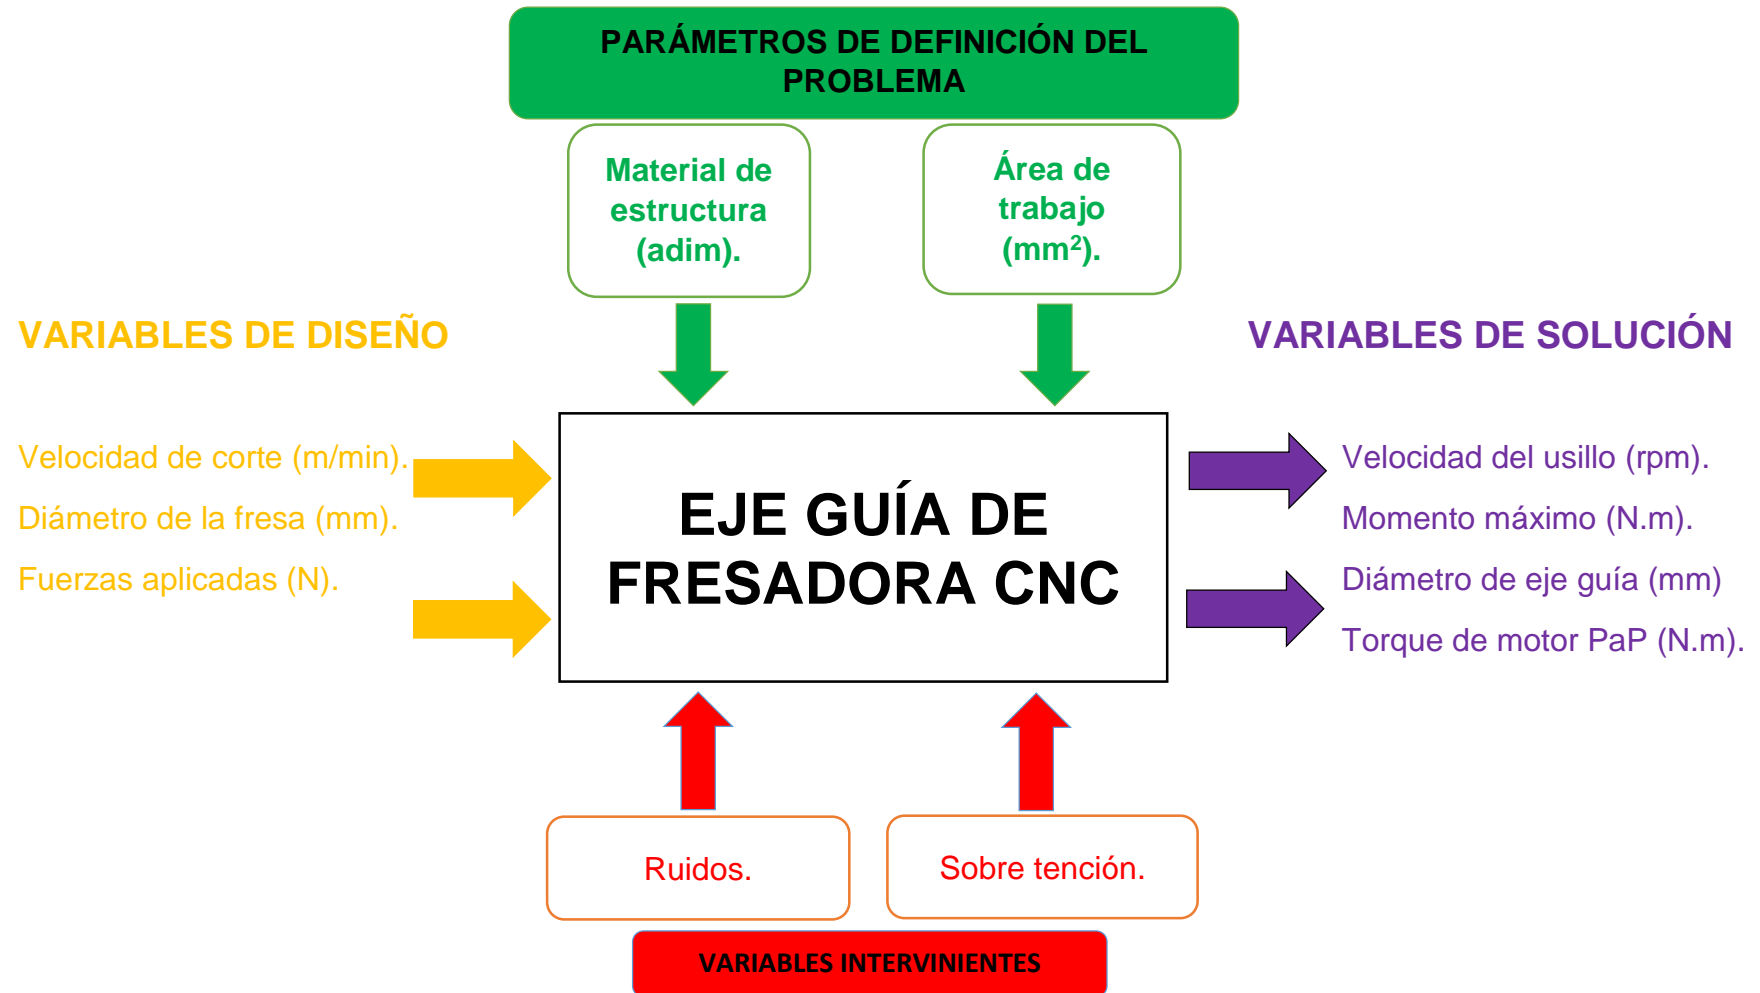 PARÁMETROS DE DEFINICIÓN DEL
PROBLEMA
Material de
estructura
(adim).
Área de
trabajo
(mm²).
VARIABLES DE DISEÑO
Velocidad de corte (m/min).
Diámetro de la fresa (mm).
Fuerzas aplicadas (N).
EJE GUÍA DE
FRESADORA CNC
VARIABLES DE SOLUCIÓN
Velocidad del usillo (rpm).
Momento máximo (N.m).
Diámetro de eje guía (mm)
Torque de motor PaP (N.m).
Ruidos.
Sobre tención.
VARIABLES INTERVINIENTES